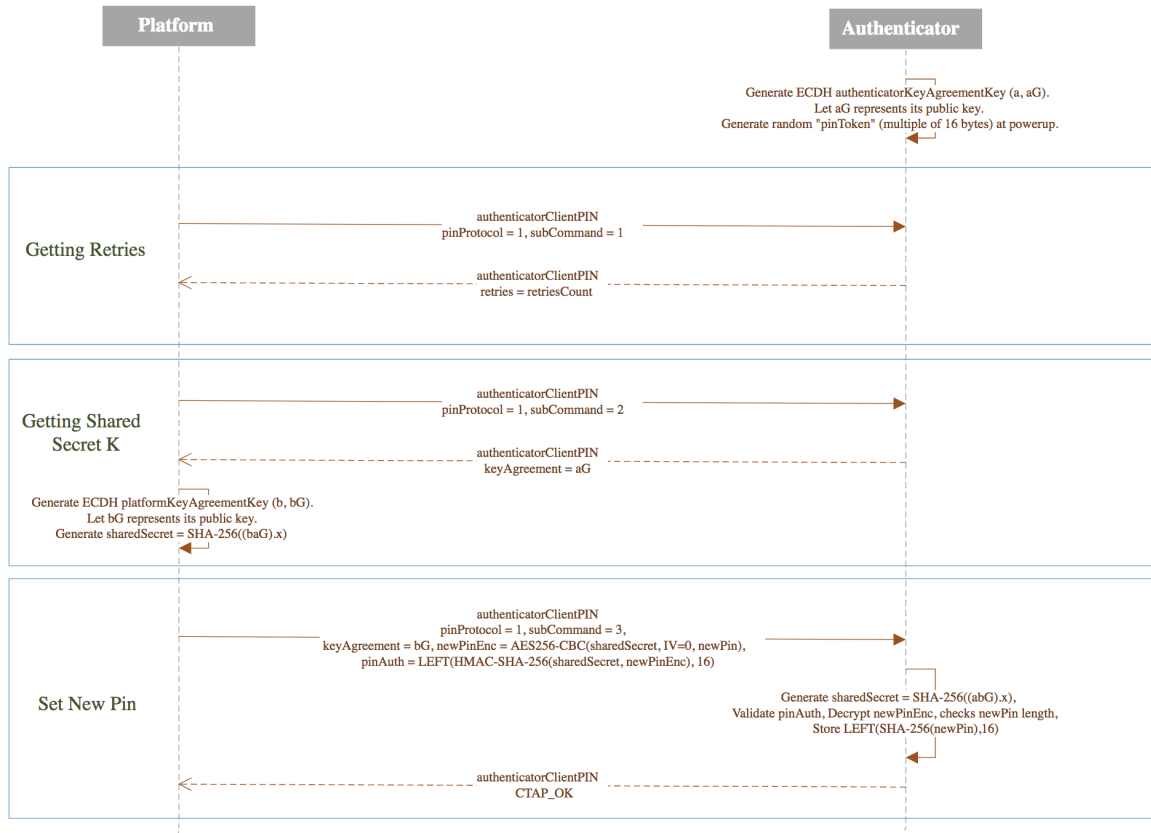 Platform
Authenticator
Generate ECDH authenticatorKeyAgreementKey (a, aG).
Let aG represents its public key.
Generate random "pinToken" (multiple of 16 bytes) at powerup.
Getting Retries
authenticatorClientPIN
pinProtocol = 1, subCommand = 1
authenticatorClientPIN
retries = retriesCount
Getting Shared
Secret K
authenticatorClientPIN
pinProtocol = 1, subCommand = 2
authenticatorClientPIN
keyAgreement = aG
Generate ECDH platformKeyAgreementKey (b, bG).
Let bG represents its public key.
Generate sharedSecret = SHA-256((baG).x)
Set New Pin
authenticatorClientPIN
pinProtocol = 1, subCommand = 3,
keyAgreement = bG, newPinEnc = AES256-CBC(sharedSecret, IV=0, newPin),
pinAuth = LEFT(HMAC-SHA-256(sharedSecret, newPinEnc), 16)
Generate sharedSecret = SHA-256((abG).x),
Validate pinAuth, Decrypt newPinEnc, checks newPin length,
Store LEFT(SHA-256(newPin),16)
authenticatorClientPIN
CTAP_OK